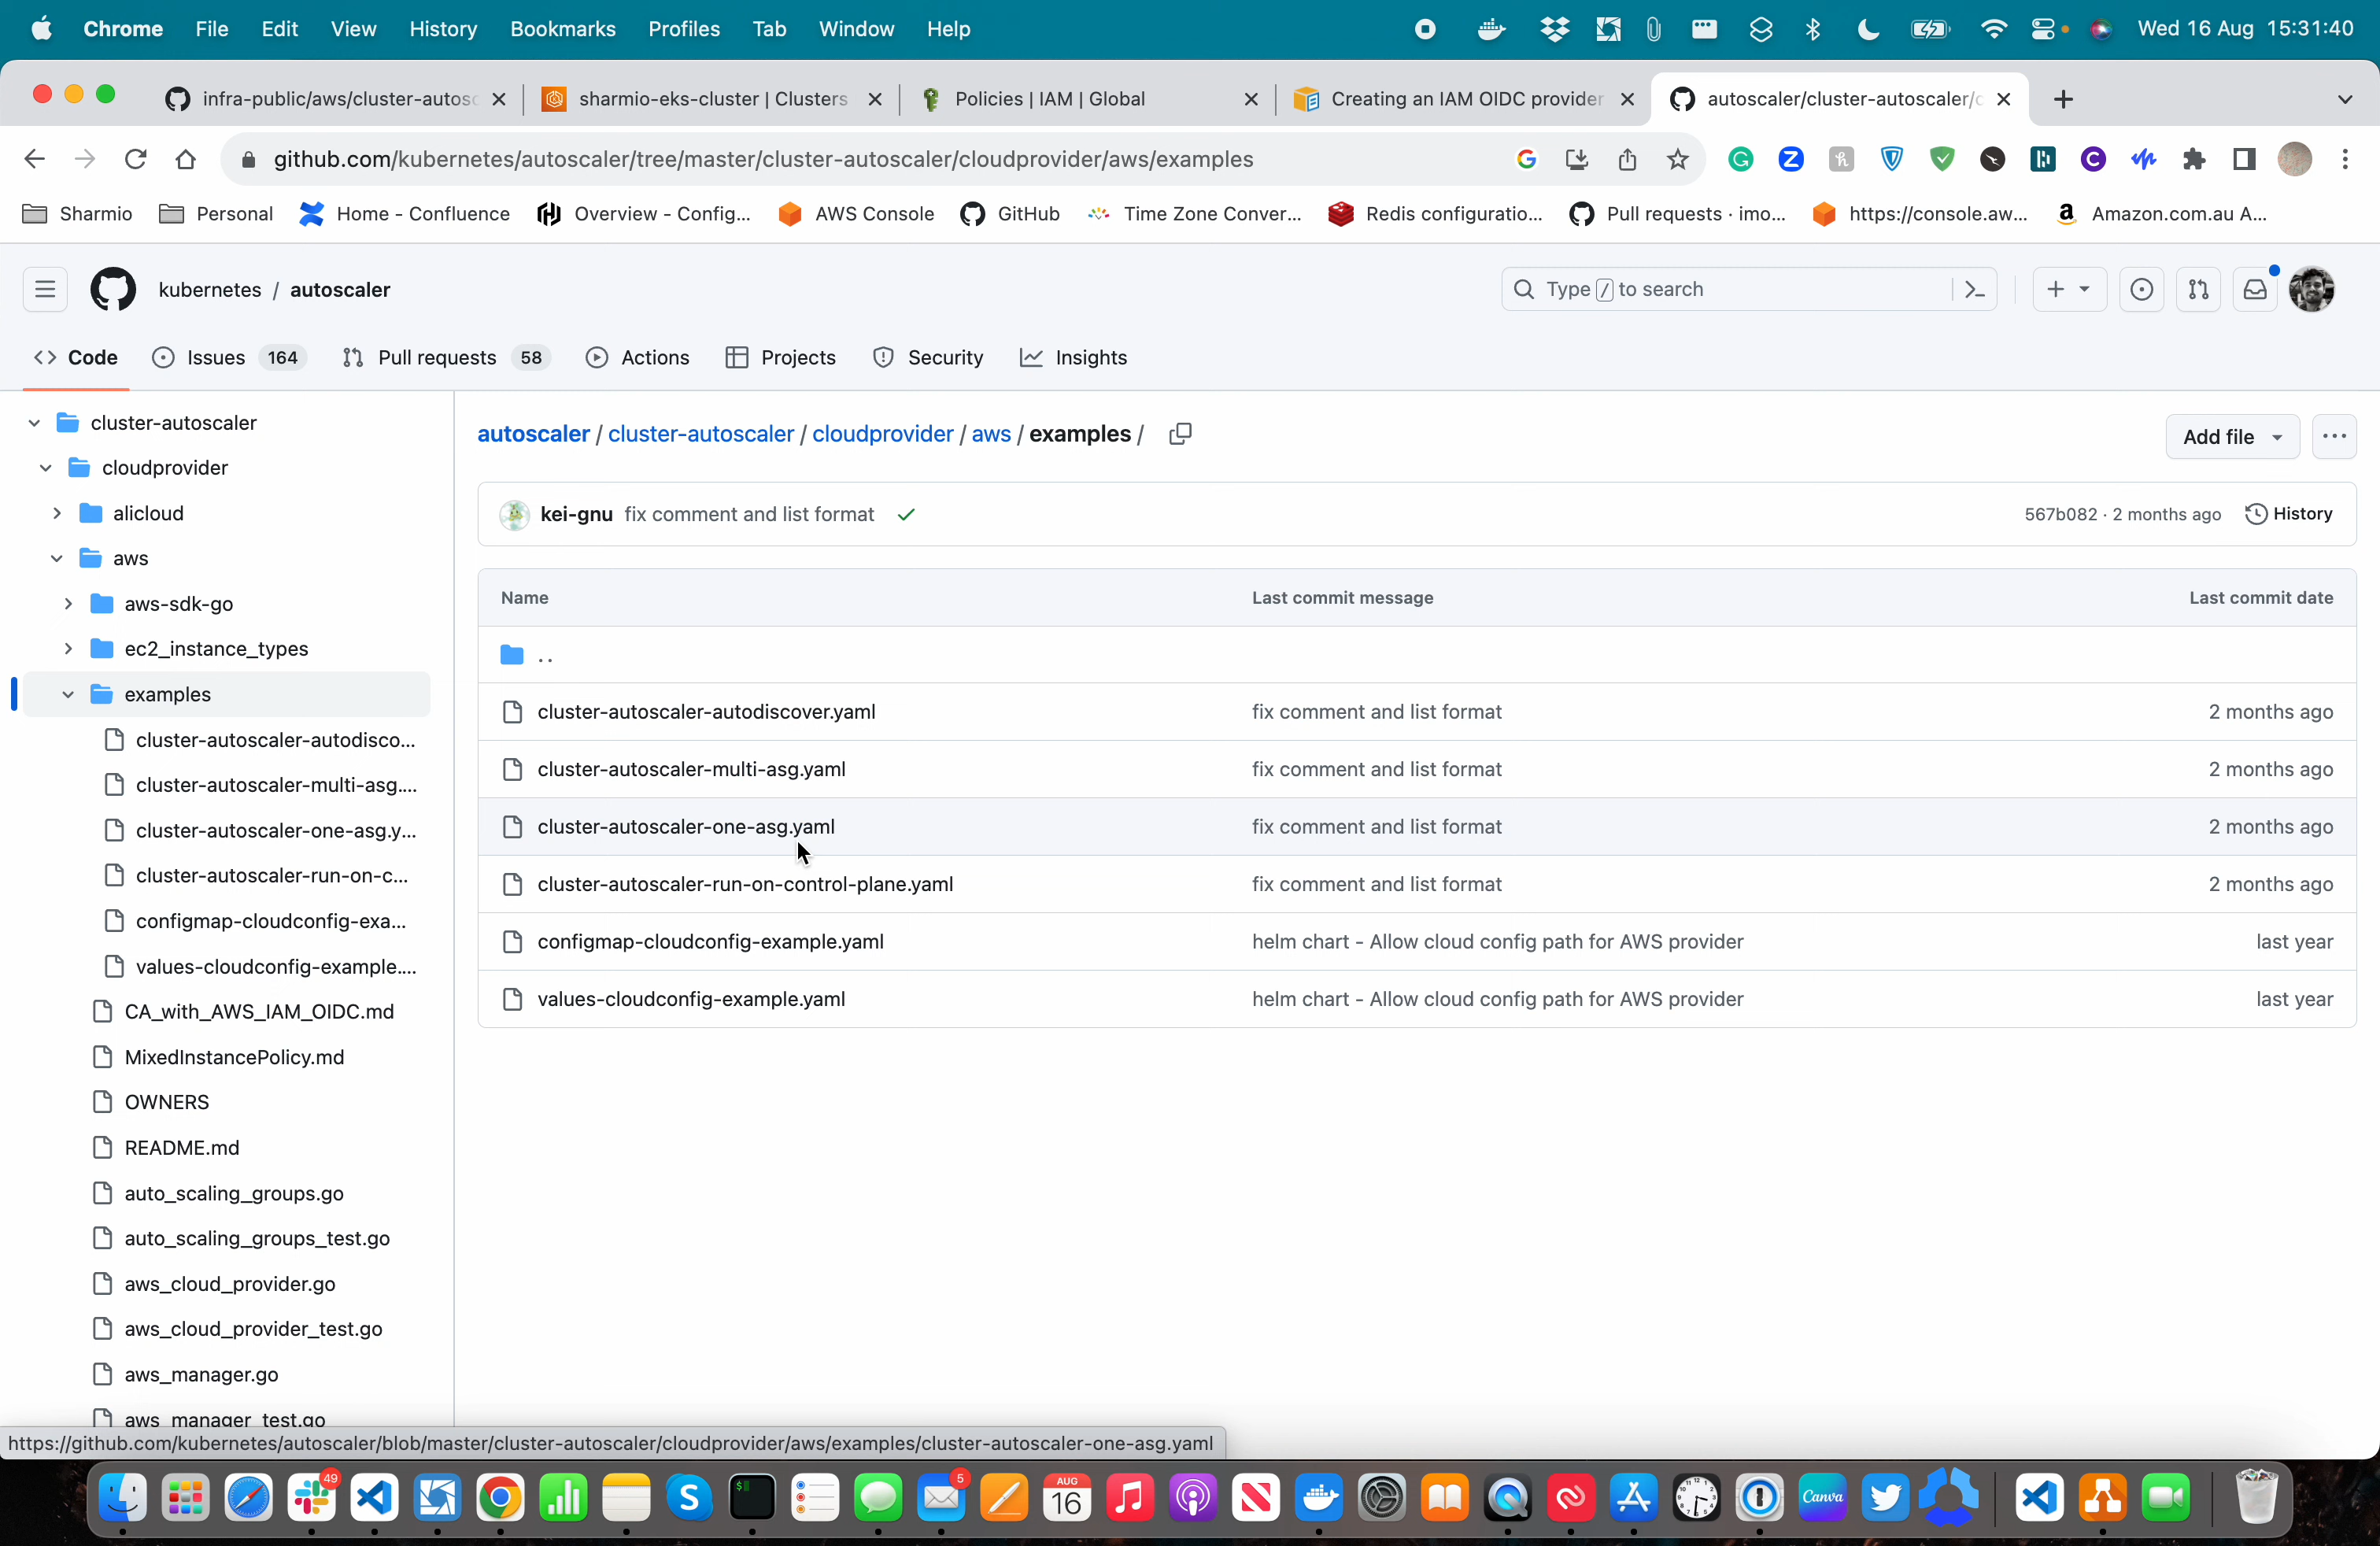 Chrome File Edit View History Bookmarks Profiles Tab Window Help Wed 16 Aug 15:31:40
infra-public/aws/cluster-autosc sharmio-eks-cluster | Clusters Policies | IAM | Global Creating an IAM OIDC provider autoscaler/cluster-autoscaler/c
github.com/kubernetes/autoscaler/tree/master/cluster-autoscaler/cloudprovider/aws/examples
Sharmio Personal Home - Confluence Overview - Config... AWS Console GitHub Time Zone Conver... Redis configuratio... Pull requests · imo... https://console.aw... Amazon.com.au A...
kubernetes / autoscaler Type / to search
Code Issues 164 Pull requests 58 Actions Projects Security Insights
cluster-autoscaler
cloudprovider
alicloud
aws
aws-sdk-go
ec2_instance_types
examples
cluster-autoscaler-autodisco...
cluster-autoscaler-multi-asg....
cluster-autoscaler-one-asg.y...
cluster-autoscaler-run-on-c...
configmap-cloudconfig-exa...
values-cloudconfig-example....
CA_with_AWS_IAM_OIDC.md
MixedInstancePolicy.md
OWNERS
README.md
auto_scaling_groups.go
auto_scaling_groups_test.go
aws_cloud_provider.go
aws_cloud_provider_test.go
aws_manager.go
aws_manager_test.go
autoscaler / cluster-autoscaler / cloudprovider / aws / examples / Add file
kei-gnu fix comment and list format 567b082 · 2 months ago History
Name Last commit message Last commit date
..
cluster-autoscaler-autodiscover.yaml fix comment and list format 2 months ago
cluster-autoscaler-multi-asg.yaml fix comment and list format 2 months ago
cluster-autoscaler-one-asg.yaml fix comment and list format 2 months ago
cluster-autoscaler-run-on-control-plane.yaml fix comment and list format 2 months ago
configmap-cloudconfig-example.yaml helm chart - Allow cloud config path for AWS provider last year
values-cloudconfig-example.yaml helm chart - Allow cloud config path for AWS provider last year
https://github.com/kubernetes/autoscaler/blob/master/cluster-autoscaler/cloudprovider/aws/examples/cluster-autoscaler-one-asg.yaml
49 5 AUG 16 Canva